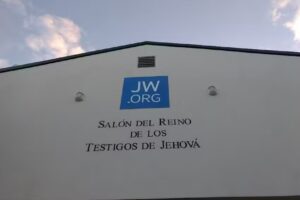 JW
.ORG
SALÓN DEL REINO
DE LOS
TESTIGOS DE JEHOVÁ